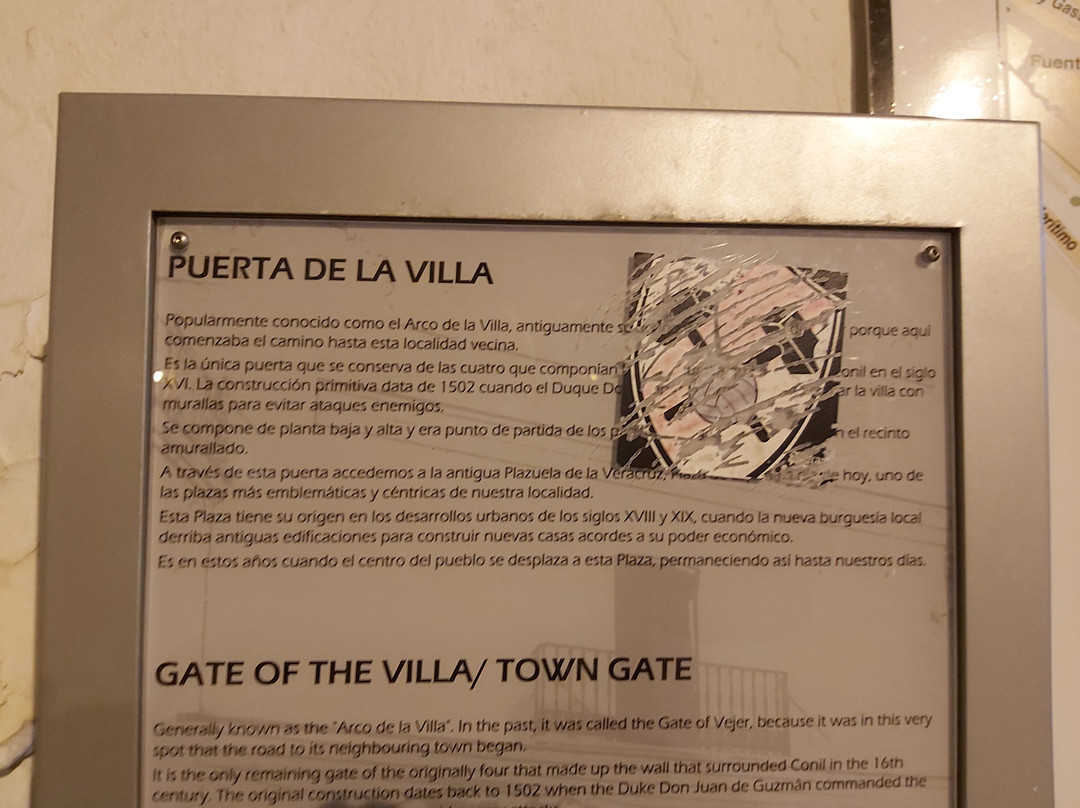 y Gas
Fuent
arítimo
PUERTA DE LA VILLA
Popularmente conocido como el Arco de la Villa, antiguamente porque aquí
comenzaba el camino hasta esta localidad vecina.
Es la única puerta que se conserva de las cuatro que componían onil en el siglo
XVI. La construcción primitiva data de 1502 cuando el Duque ar la villa con
murallas para evitar ataques enemigos.
Se compone de planta baja y alta y era punto de partida de los n el recinto
amurallado.
A través de esta puerta accedemos a la antigua Plazuela de la Veracruz, de hoy, uno de
las plazas más emblemáticas y céntricas de nuestra localidad.
Esta Plaza tiene su origen en los desarrollos urbanos de los siglos XVIII y XIX, cuando la nueva burguesía local
derriba antiguas edificaciones para construir nuevas casas acordes a su poder económico.
Es en estos años cuando el centro del pueblo se desplaza a esta Plaza, permaneciendo así hasta nuestros días.
GATE OF THE VILLA/ TOWN GATE
Generally known as the "Arco de la Villa". In the past, it was called the Gate of Vejer, because it was in this very
spot that the road to its neighbouring town began.
It is the only remaining gate of the originally four that made up the wall that surrounded Conil in the 16th
century. The original construction dates back to 1502 when the Duke Don Juan de Guzmán commanded the